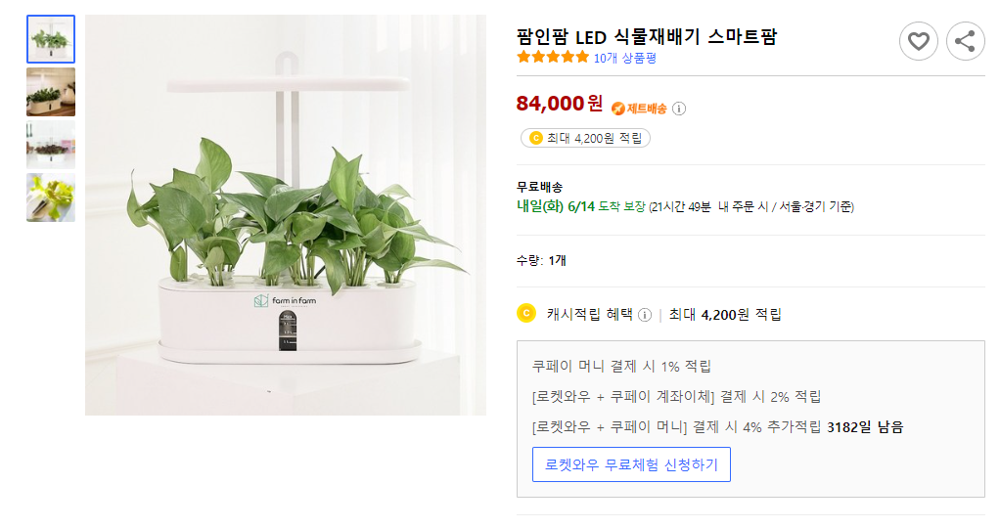 팜인팜 LED 식물재배기 스마트팜
10개 상품평
84,000원 제트배송
최대 4,200원 적립
무료배송
내일(화) 6/14 도착 보장 (21시간 49분 내 주문 시 / 서울·경기 기준)
수량: 1개
캐시적립 혜택 | 최대 4,200원 적립
쿠페이 머니 결제 시 1% 적립
[로켓와우 + 쿠페이 계좌이체] 결제 시 2% 적립
[로켓와우 + 쿠페이 머니] 결제 시 4% 추가적립 3182일 남음
로켓와우 무료체험 신청하기
farm in farm